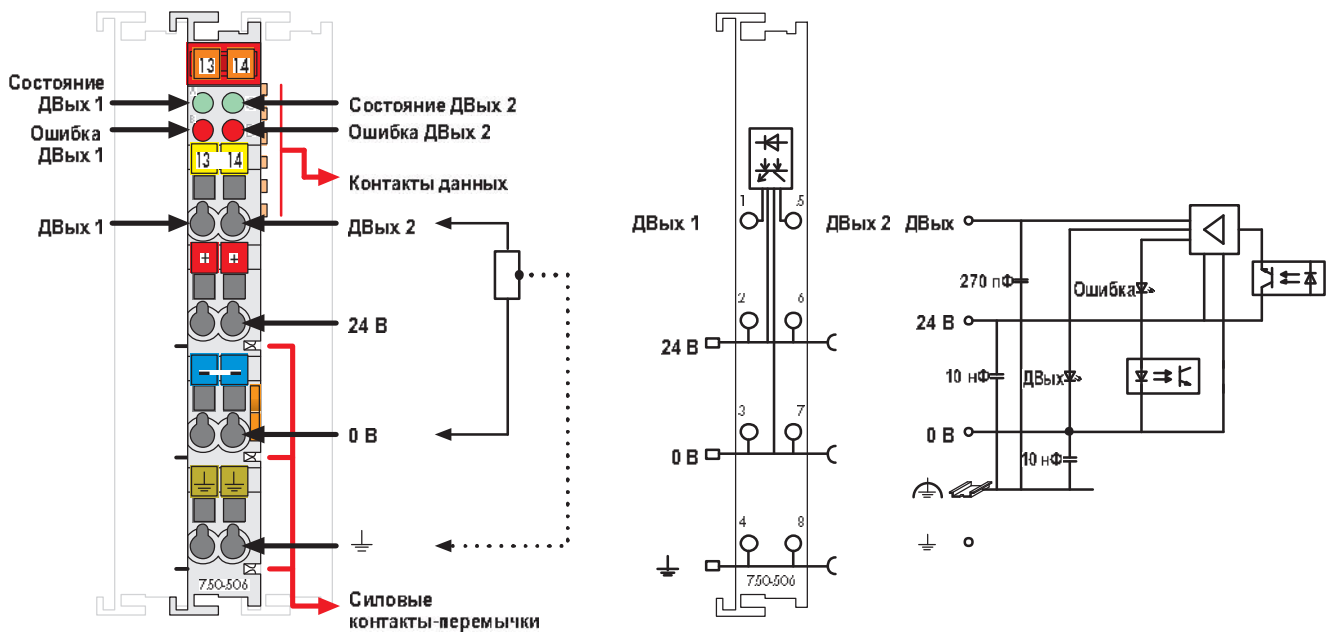 13 14
Состояние
ДВых 1
Состояние ДВых 2
A
C
Ошибка
ДВых 1
Ошибка ДВых 2
B
13 14
Контакты данных
ДВых 1
ДВых 2
+ +
24 В
0 В
750-506
Силовые
контакты-перемычки
1
5
ДВых 1
ДВых 2
2
6
24 В
3
7
0 В
4
8
750-506
ДВых
270 пФ
Ошибка
24 В
10 нФ
ДВых
0 В
10 нФ